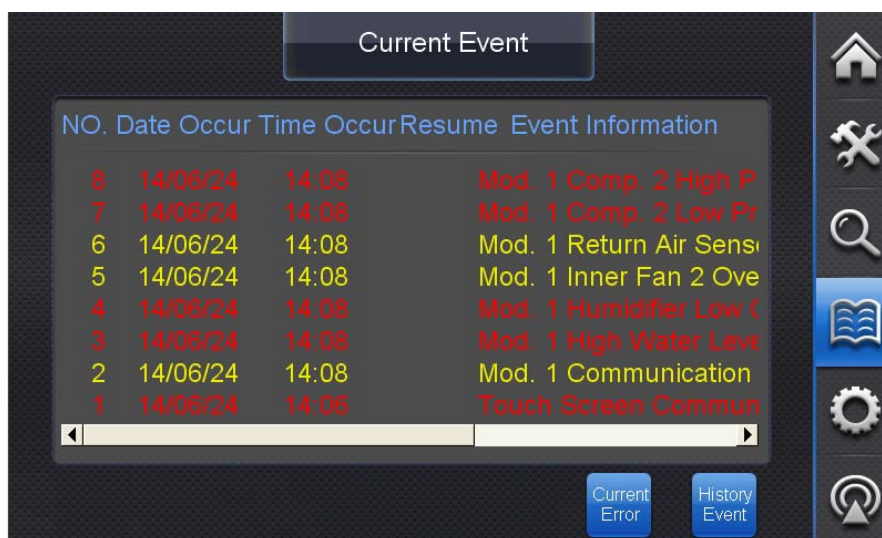 Current Event
NO. Date Occur Time Occur Resume Event Information
8 14/06/24 14:08 Mod. 1 Comp. 2 High P
7 14/06/24 14:08 Mod. 1 Comp. 2 Low Pr
6 14/06/24 14:08 Mod. 1 Return Air Sens
5 14/06/24 14:08 Mod. 1 Inner Fan 2 Ove
4 14/06/24 14:08 Mod. 1 Humidifier Low
3 14/06/24 14:08 Mod. 1 High Water Leve
2 14/06/24 14:08 Mod. 1 Communication
1 14/06/24 14:06 Touch Screen Commun
Current
Error
History
Event